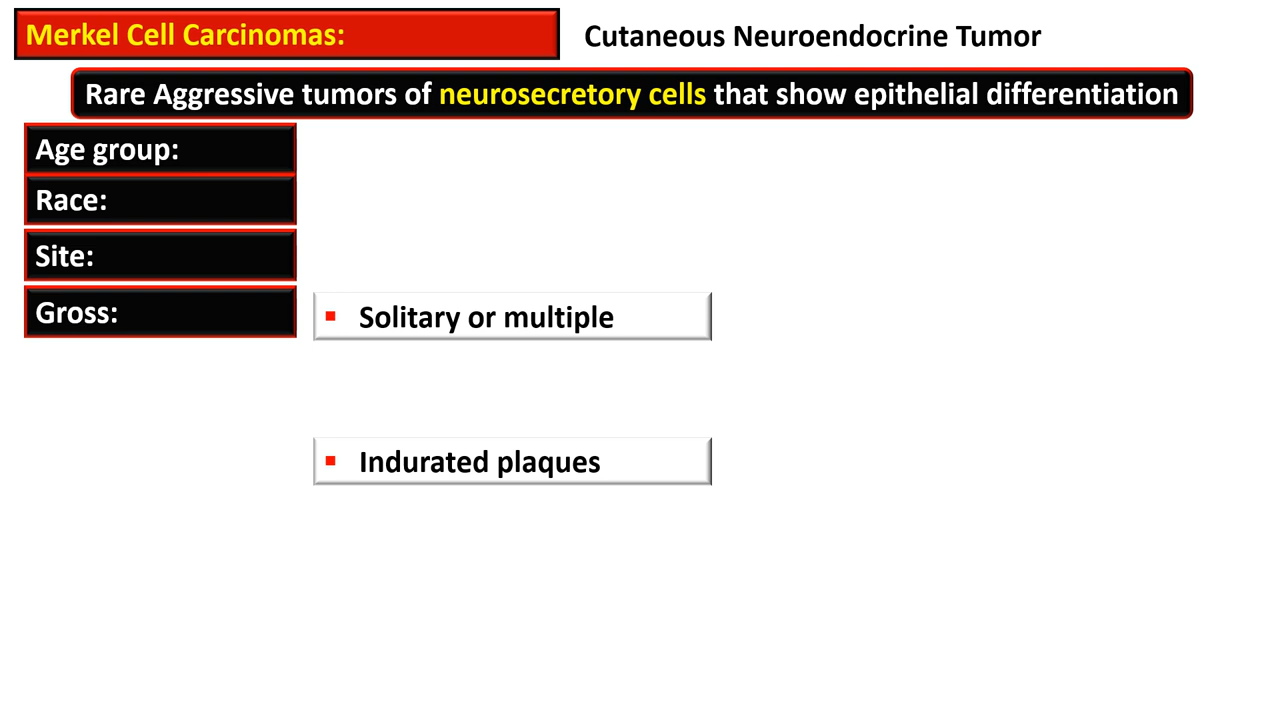 Merkel Cell Carcinomas:
Cutaneous Neuroendocrine Tumor
Rare Aggressive tumors of neurosecretory cells that show epithelial differentiation
Age group:
Race:
Site:
Gross:
▪ Solitary or multiple
▪ Indurated plaques